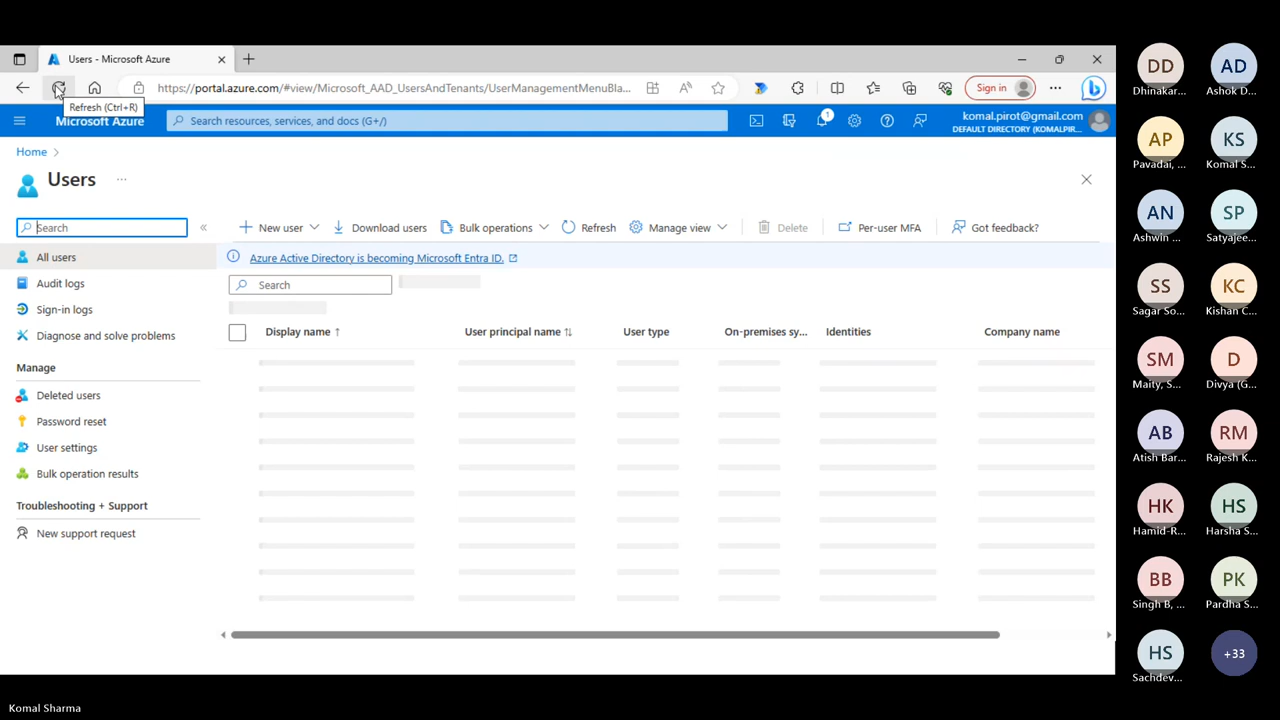 Users - Microsoft Azure
https://portal.azure.com/#view/Microsoft_AAD_UsersAndTenants/UserManagementMenuBla...
Sign in
Refresh (Ctrl+R)
Microsoft Azure
Search resources, services, and docs (G+/)
1
komal.pirot@gmail.com
DEFAULT DIRECTORY (KOMALPIR...
Home
Users
Search
New user
Download users
Bulk operations
Refresh
Manage view
Delete
Per-user MFA
Got feedback?
All users
Audit logs
Sign-in logs
Diagnose and solve problems
Manage
Deleted users
Password reset
User settings
Bulk operation results
Troubleshooting + Support
New support request
Azure Active Directory is becoming Microsoft Entra ID.
Search
Display name ↑ User principal name ↑↓ User type On-premises sy... Identities Company name
DD AD
Dhinakar... Ashok D...
AP KS
Pavadai, ... Komal S...
AN SP
Ashwin ... Satyajee...
SS KC
Sagar So... Kishan C...
SM D
Maity, S... Divya (G...
AB RM
Atish Bar... Rajesh K...
HK HS
Hamid-R... Harsha S...
BB PK
Singh B, ... Pardha S...
HS +33
Sachdev...
Komal Sharma